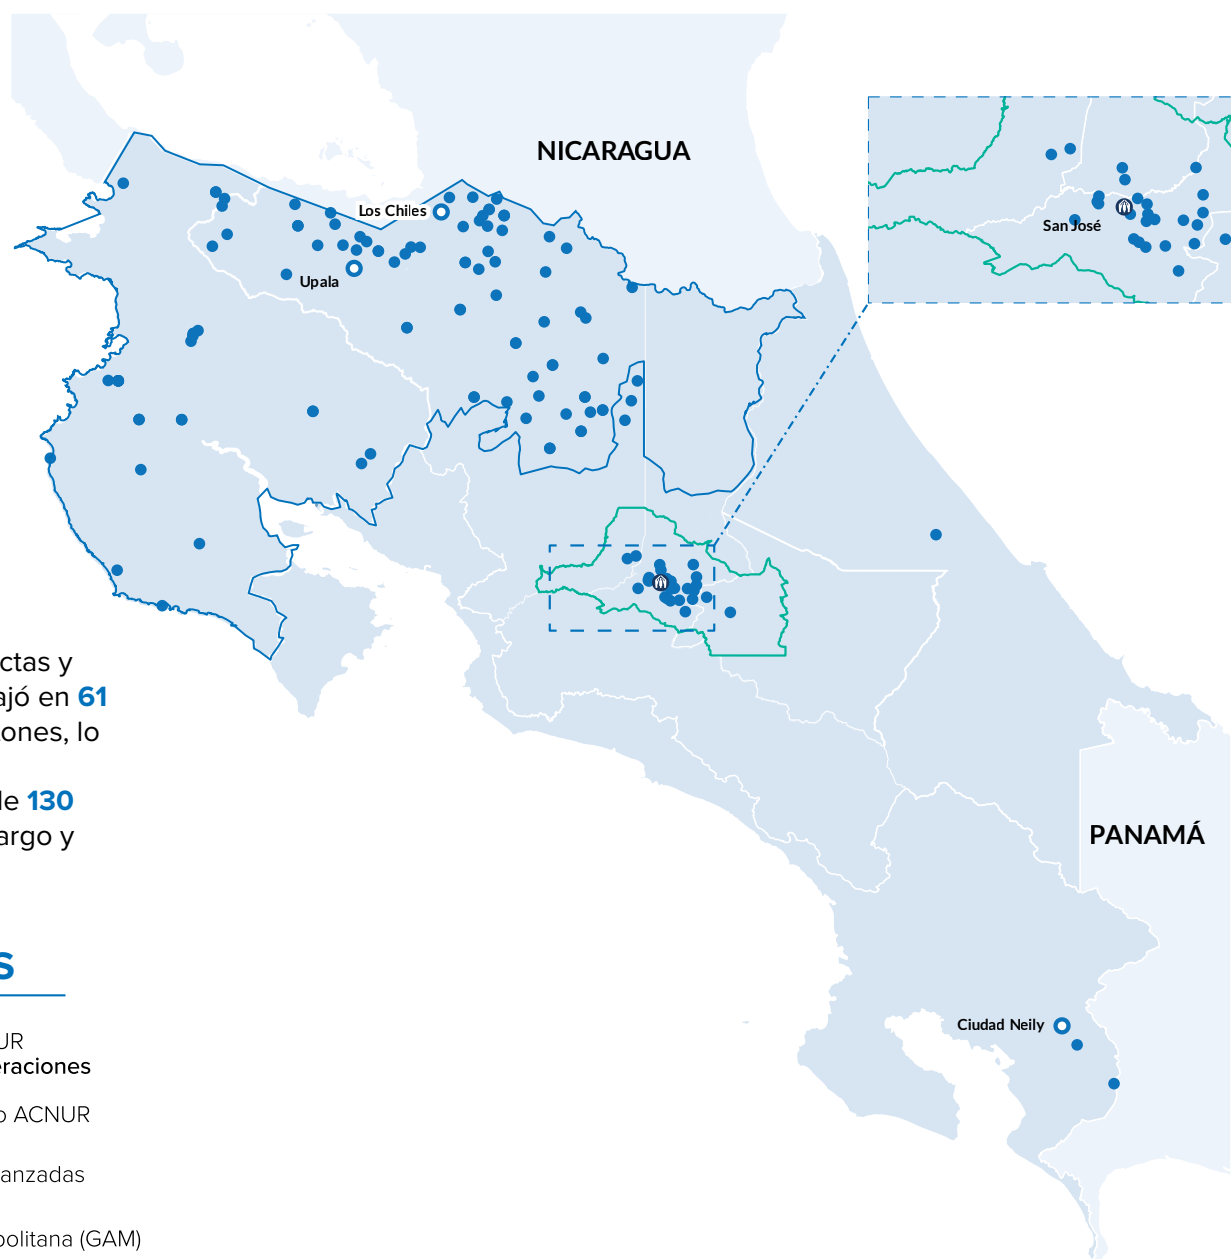 NICARAGUA
Los Chiles
Upala
San José
ctas y
ajó en 61
ones, lo
de 130
argo y
PANAMÁ
S
UR
eraciones
Ciudad Neily
o ACNUR
anzadas
politana (GAM)